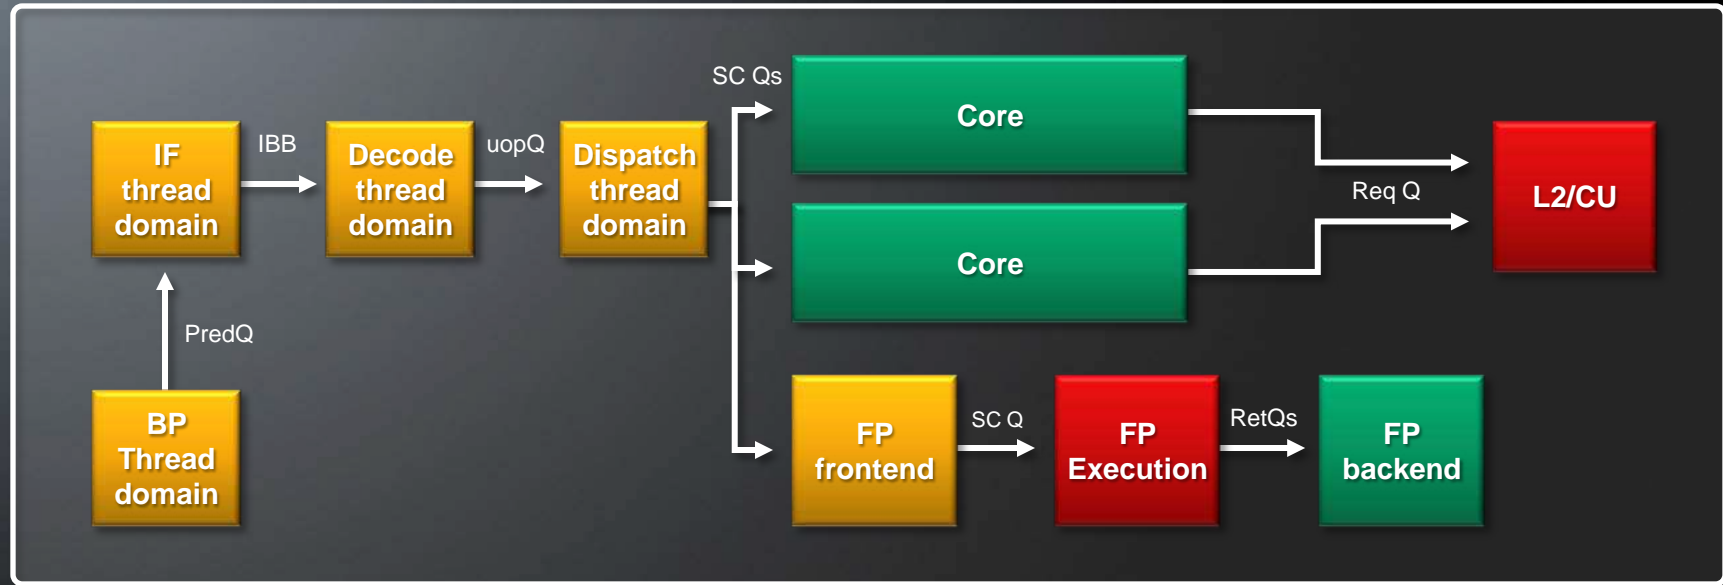 SC Qs
Core
IF
thread
domain
IBB
Decode
thread
domain
uopQ
Dispatch
thread
domain
Req Q
L2/CU
Core
PredQ
BP
Thread
domain
FP
frontend
SC Q
FP
Execution
RetQs
FP
backend